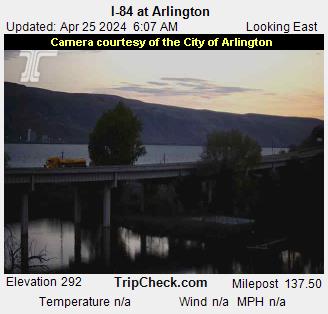 I-84 at Arlington
Updated: Apr 25 2024 6:07 AM Looking East
Camera courtesy of the City of Arlington
Elevation 292 TripCheck.com Milepost 137.50
Temperature n/a Wind n/a MPH n/a